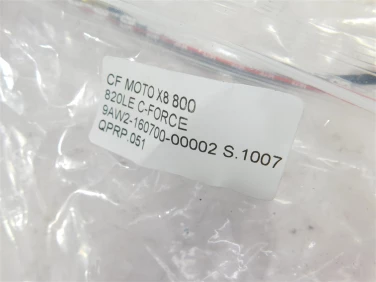 CF MOTO X8 800
820LE C-FORCE
9AW2-160700-00002 S.1007
QPRP.051